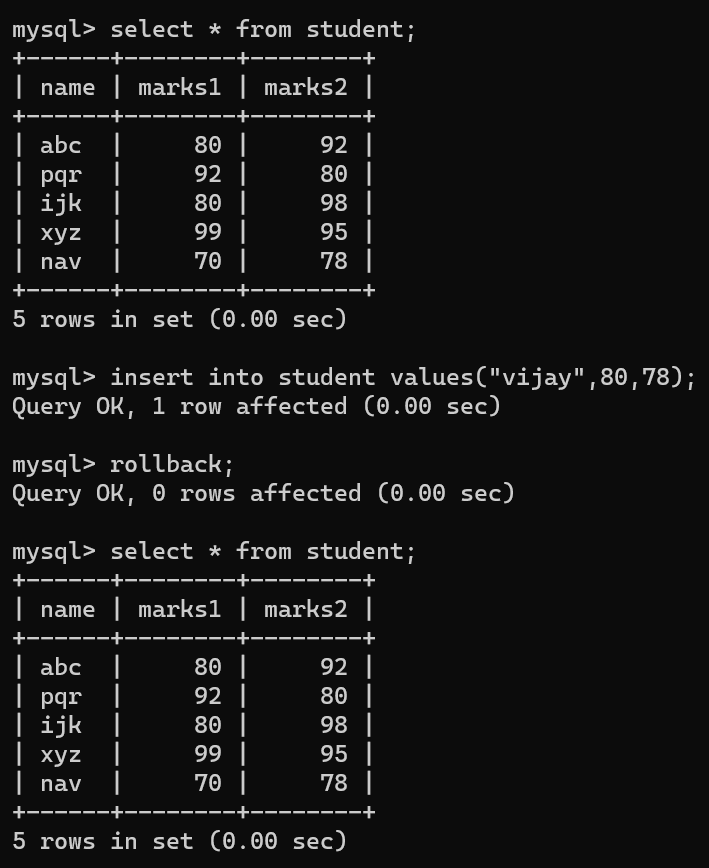 mysql> select * from student;
+------+--------+--------+
| name | marks1 | marks2 |
+------+--------+--------+
| abc  |     80 |     92 |
| pqr  |     92 |     80 |
| ijk  |     80 |     98 |
| xyz  |     99 |     95 |
| nav  |     70 |     78 |
+------+--------+--------+
5 rows in set (0.00 sec)
mysql> insert into student values("vijay",80,78);
Query OK, 1 row affected (0.00 sec)
mysql> rollback;
Query OK, 0 rows affected (0.00 sec)
mysql> select * from student;
+------+--------+--------+
| name | marks1 | marks2 |
+------+--------+--------+
| abc  |     80 |     92 |
| pqr  |     92 |     80 |
| ijk  |     80 |     98 |
| xyz  |     99 |     95 |
| nav  |     70 |     78 |
+------+--------+--------+
5 rows in set (0.00 sec)